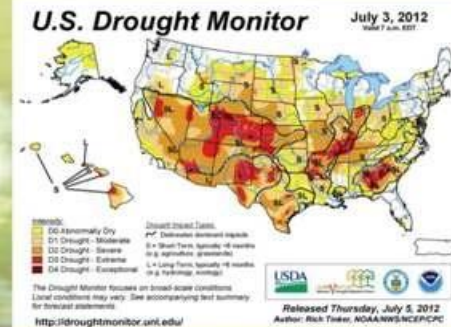 U.S. Drought Monitor
July 3, 2012
Valid 7 a.m. EDT
Intensity:
D0 Abnormally Dry
D1 Drought - Moderate
D2 Drought - Severe
D3 Drought - Extreme
D4 Drought - Exceptional
Drought Impact Types:
Delineates dominant impacts
S = Short-Term, typically <6 months
(e.g. agriculture, grasslands)
L = Long-Term, typically >6 months
(e.g. hydrology, ecology)
The Drought Monitor focuses on broad-scale conditions.
Local conditions may vary. See accompanying text summary
for forecast statements.
http://droughtmonitor.unl.edu/
USDA
Released Thursday, July 5, 2012
Author: Rich Tinker, NOAA/NWS/NCEP/CPC